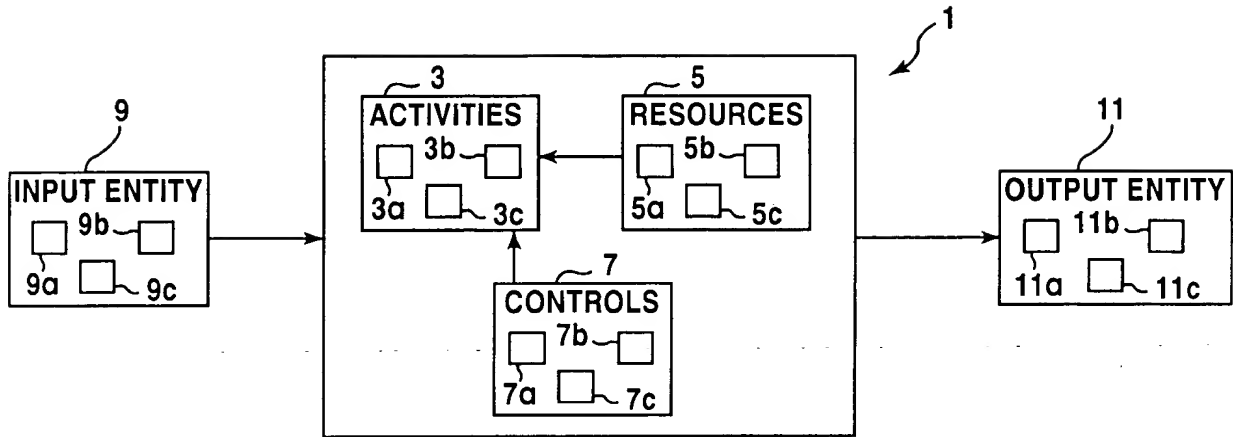 1
9
INPUT ENTITY
9b
9a
9c
3
ACTIVITIES
3b
3a
3c
5
RESOURCES
5b
5a
5c
7
CONTROLS
7b
7a
7c
11
OUTPUT ENTITY
11b
11a
11c